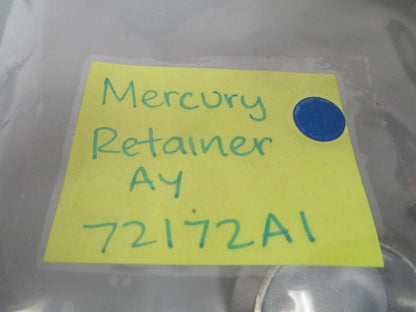 Mercury
Retainer
AY
72172A1